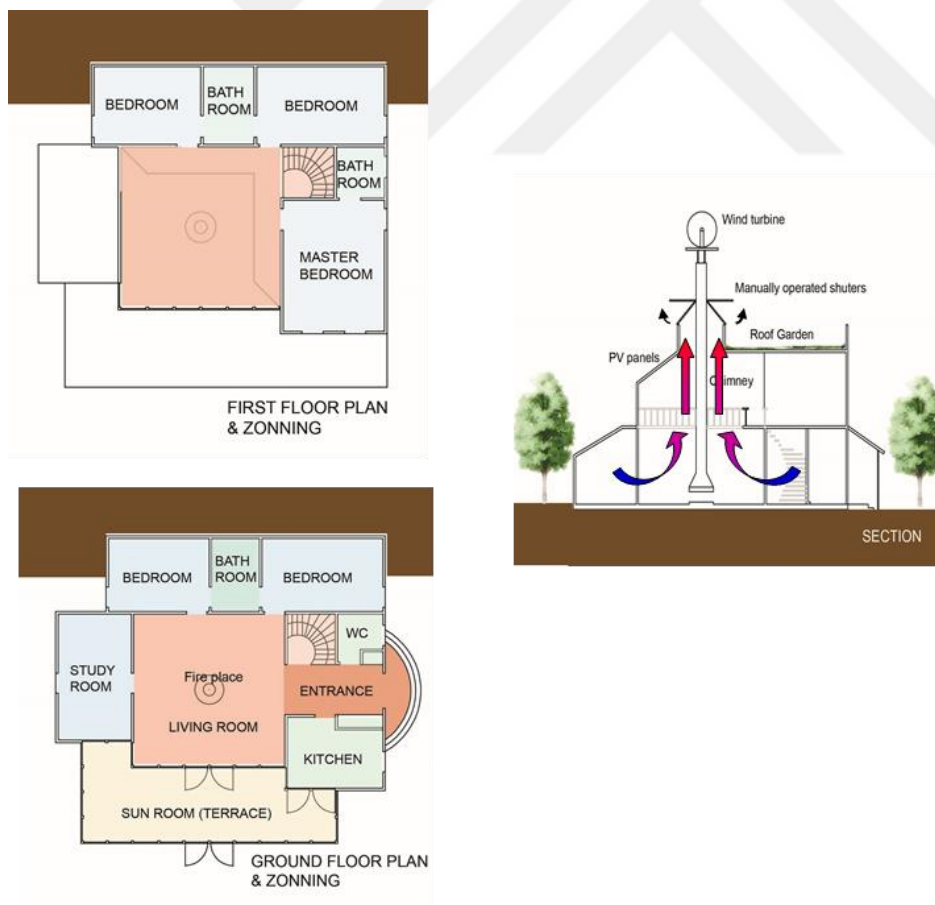 BEDROOM
BATH
ROOM
BEDROOM
BATH
ROOM
MASTER
BEDROOM
FIRST FLOOR PLAN
& ZONNING
Wind turbine
Manually operated shuters
Roof Garden
PV panels
Chimney
SECTION
BEDROOM
BATH
ROOM
BEDROOM
STUDY
ROOM
Fire place
LIVING ROOM
WC
ENTRANCE
KITCHEN
SUN ROOM (TERRACE)
GROUND FLOOR PLAN
& ZONNING